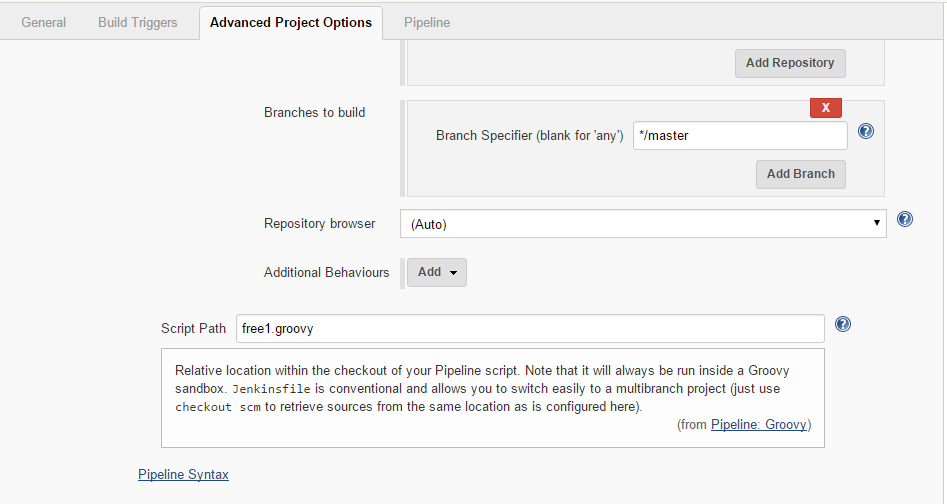 General Build Triggers Advanced Project Options Pipeline
Add Repository
Branches to build
X
Branch Specifier (blank for 'any') */master
Add Branch
Repository browser (Auto)
Additional Behaviours Add
Script Path free1.groovy
Relative location within the checkout of your Pipeline script. Note that it will always be run inside a Groovy
sandbox. Jenkinsfile is conventional and allows you to switch easily to a multibranch project (just use
checkout scm to retrieve sources from the same location as is configured here).
(from Pipeline: Groovy)
Pipeline Syntax